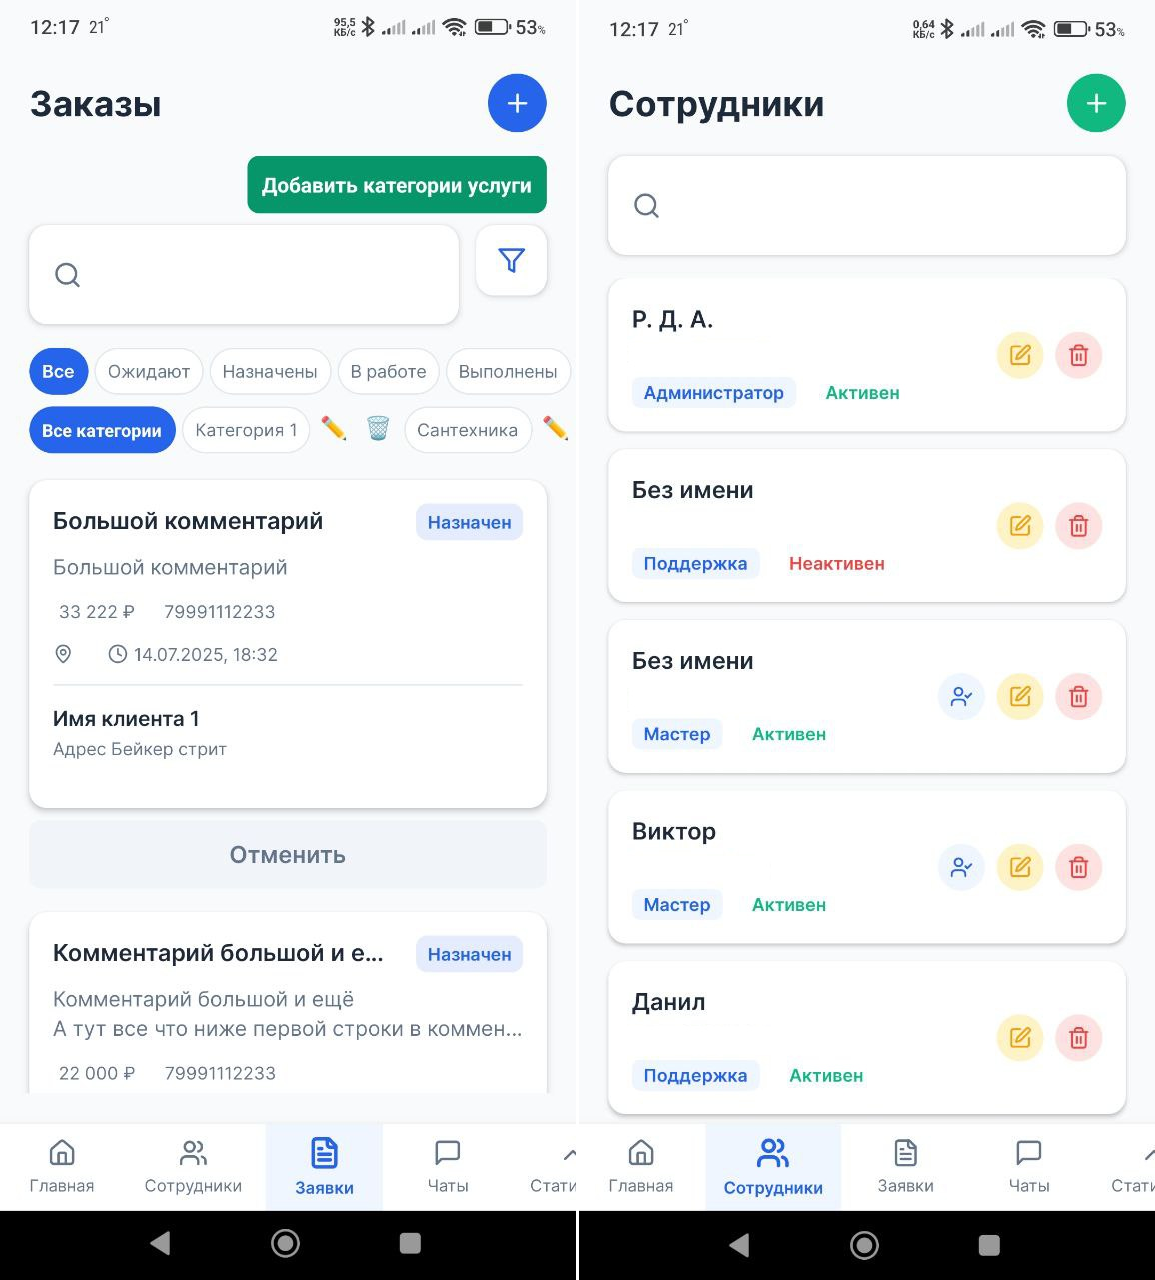 12:17 21°
95,5 КБ/с
53%
Заказы
Добавить категории услуги
Все
Ожидают
Назначены
В работе
Выполнены
Все категории
Категория 1
Сантехника
Большой комментарий
Назначен
Большой комментарий
33 222 ₽ 79991112233
14.07.2025, 18:32
Имя клиента 1
Адрес Бейкер стрит
Отменить
Комментарий большой и е...
Назначен
Комментарий большой и ещё
А тут все что ниже первой строки в коммен...
22 000 ₽ 79991112233
Главная
Сотрудники
Заявки
Чаты
Стати
12:17 21°
0,64 КБ/с
53%
Сотрудники
Р. Д. А.
Администратор Активен
Без имени
Поддержка Неактивен
Без имени
Мастер Активен
Виктор
Мастер Активен
Данил
Поддержка Активен
Главная
Сотрудники
Заявки
Чаты
Стати